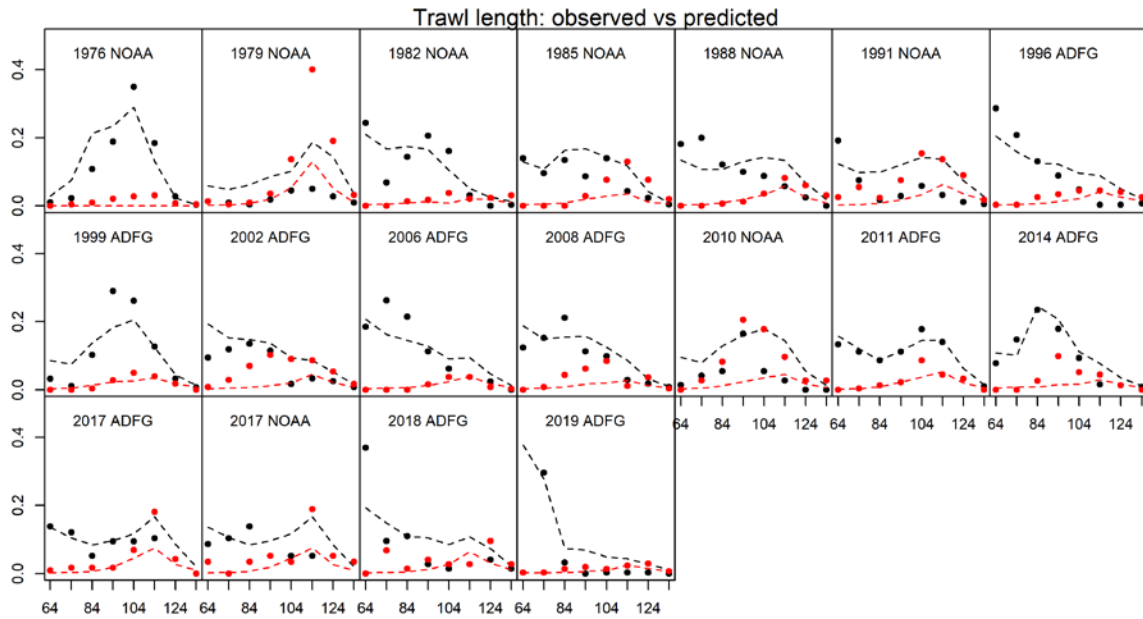 Trawl length: observed vs predicted
1976 NOAA 1979 NOAA 1982 NOAA 1985 NOAA 1988 NOAA 1991 NOAA 1996 ADFG
0.4
0.2
0.0
1999 ADFG 2002 ADFG 2006 ADFG 2008 ADFG 2010 NOAA 2011 ADFG 2014 ADFG
0.4
0.2
0.0
64 84 104 124 64 84 104 124 64 84 104 124
2017 ADFG 2017 NOAA 2018 ADFG 2019 ADFG
0.4
0.2
0.0
64 84 104 124 64 84 104 124 64 84 104 124 64 84 104 124